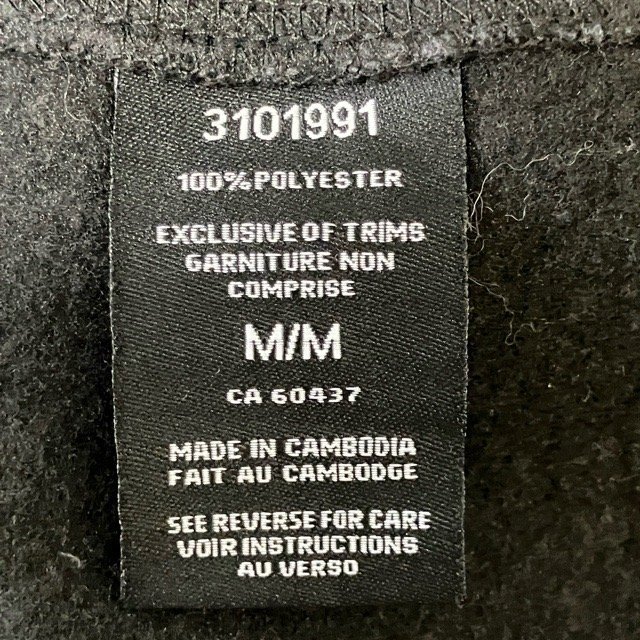 3101991
100%POLYESTER
EXCLUSIVE OF TRIMS
GARNITURE NON
COMPRISE
M/M
CA 60437
MADE IN CAMBODIA
FAIT AU CAMBODGE
SEE REVERSE FOR CARE
VOIR INSTRUCTIONS
AU VERSO